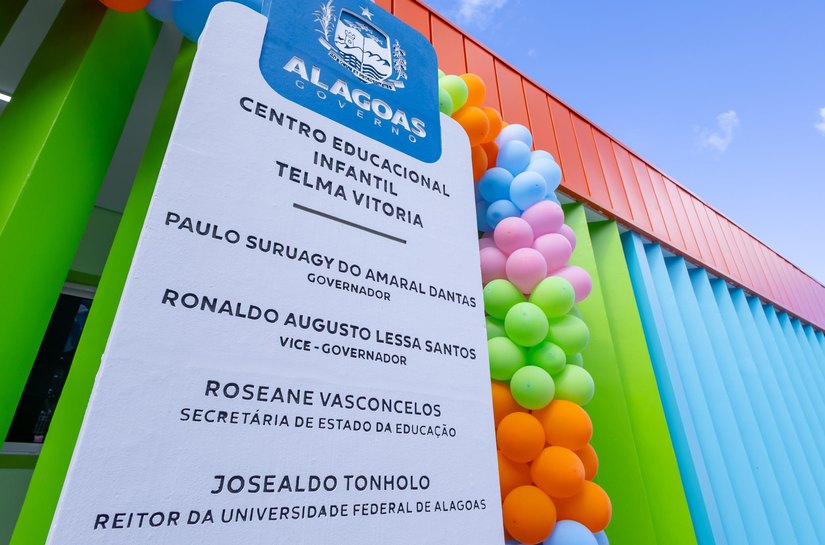 ALAGOAS
GOVERNO
CENTRO EDUCACIONAL
INFANTIL
TELMA VITORIA
PAULO SURUAGY DO AMARAL DANTAS
GOVERNADOR
RONALDO AUGUSTO LESSA SANTOS
VICE - GOVERNADOR
ROSEANE VASCONCELOS
SECRETÁRIA DE ESTADO DA EDUCAÇÃO
JOSEALDO TONHOLO
REITOR DA UNIVERSIDADE FEDERAL DE ALAGOAS